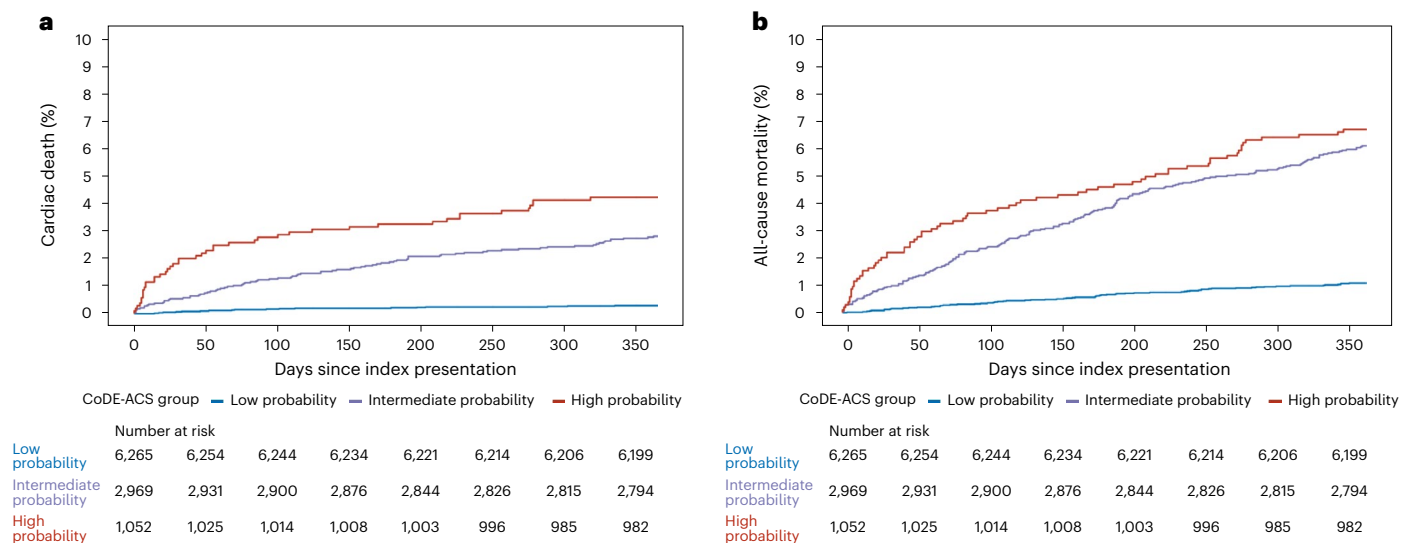 a
Cardiac death (%)
10
9
8
7
6
5
4
3
2
1
0
0 50 100 150 200 250 300 350
Days since index presentation
CoDE-ACS group Low probability Intermediate probability High probability
Number at risk
Low probability 6,265 6,254 6,244 6,234 6,221 6,214 6,206 6,199
Intermediate probability 2,969 2,931 2,900 2,876 2,844 2,826 2,815 2,794
High probability 1,052 1,025 1,014 1,008 1,003 996 985 982
b
All-cause mortality (%)
10
9
8
7
6
5
4
3
2
1
0
0 50 100 150 200 250 300 350
Days since index presentation
CoDE-ACS group Low probability Intermediate probability High probability
Number at risk
Low probability 6,265 6,254 6,244 6,234 6,221 6,214 6,206 6,199
Intermediate probability 2,969 2,931 2,900 2,876 2,844 2,826 2,815 2,794
High probability 1,052 1,025 1,014 1,008 1,003 996 985 982